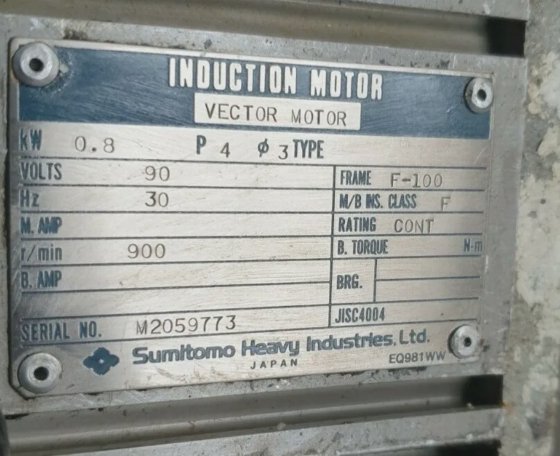 INDUCTION MOTOR
VECTOR MOTOR
kW 0.8 P 4 φ 3 TYPE
VOLTS 90 FRAME F-100
Hz 30 M/B INS. CLASS F
M. AMP RATING CONT
r/min 900 B. TORQUE N-m
B. AMP BRG.
SERIAL NO. M2059773 JISC4004
Sumitomo Heavy Industries, Ltd.
JAPAN EQ981WW